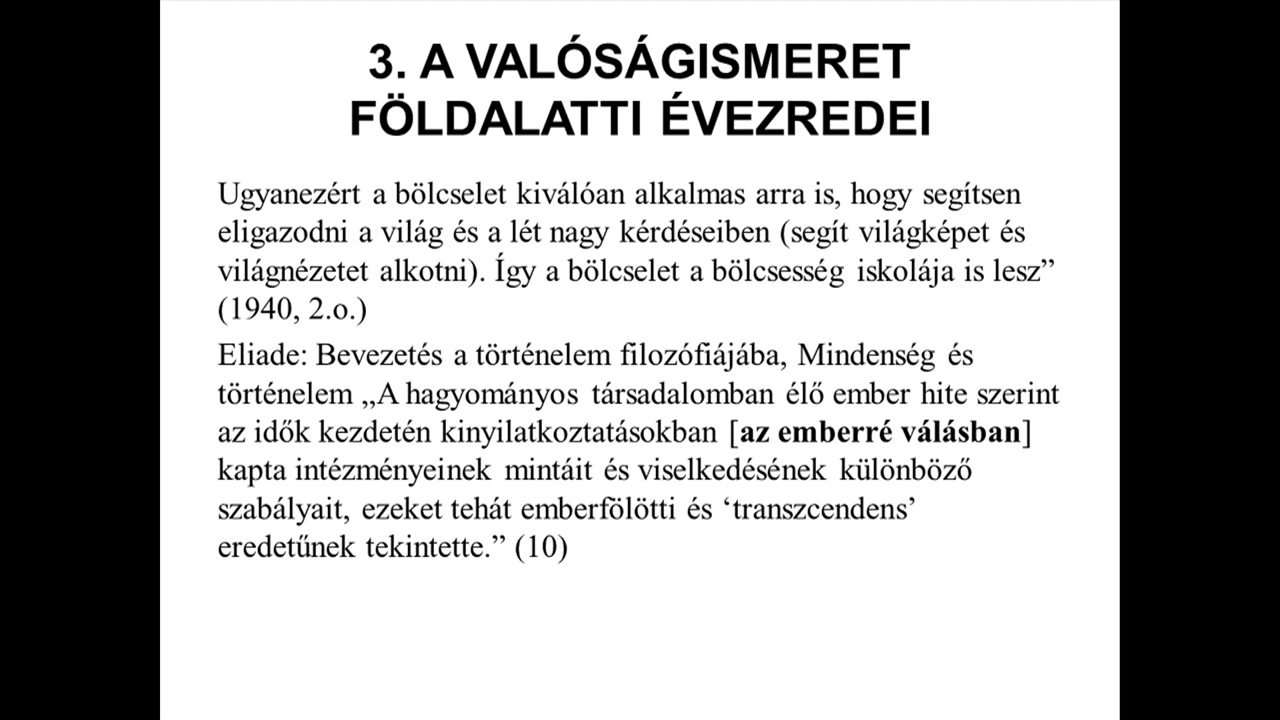 3. A VALÓSÁGISMERET
FÖLDALATTI ÉVEZREDEI
Ugyanezért a bölcselet kiválóan alkalmas arra is, hogy segítsen
eligazodni a világ és a lét nagy kérdéseiben (segít világképet és
világnézetet alkotni). Így a bölcselet a bölcsesség iskolája is lesz”
(1940, 2.o.)
Eliade: Bevezetés a történelem filozófiájába, Mindenség és
történelem „A hagyományos társadalomban élő ember hite szerint
az idők kezdetén kinyilatkoztatásokban [az emberré válásban]
kapta intézményeinek mintáit és viselkedésének különböző
szabályait, ezeket tehát emberfölötti és ‘transzcendens’
eredetűnek tekintette.” (10)